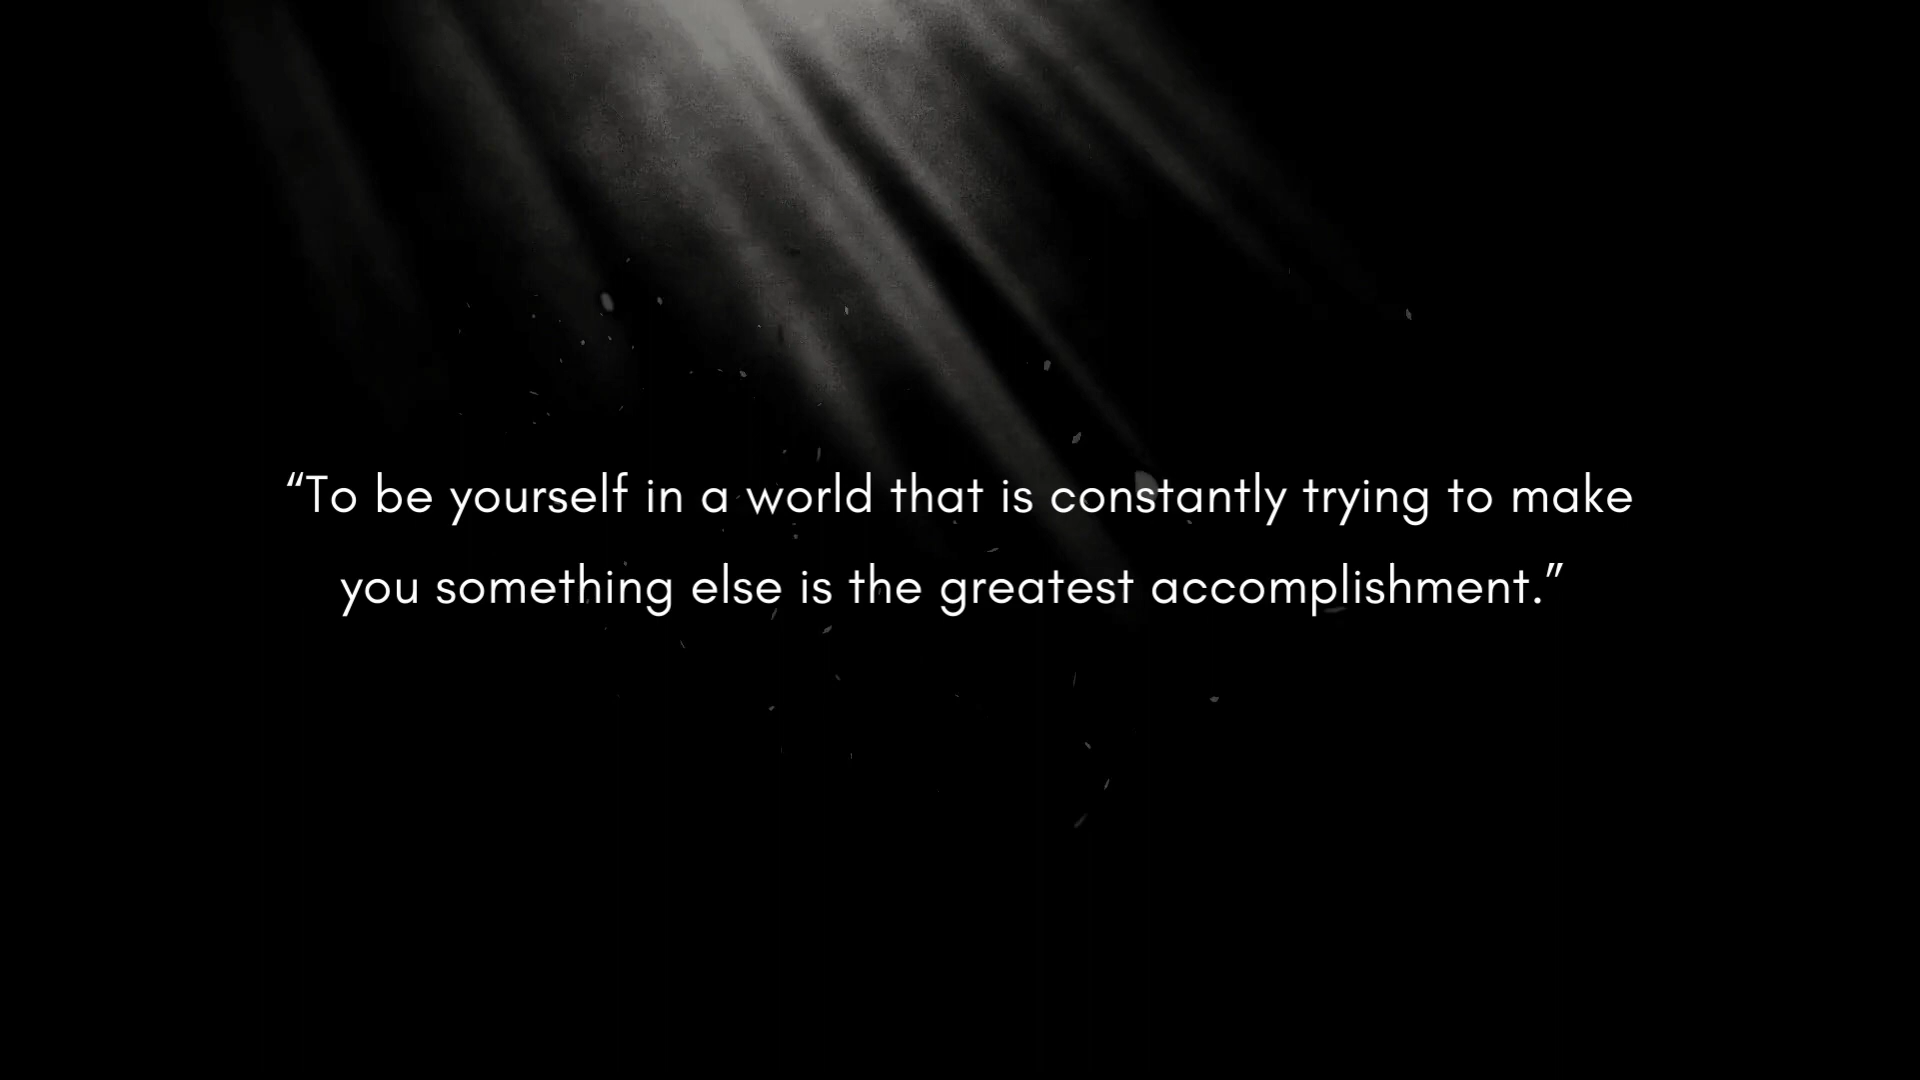 “To be yourself in a world that is constantly trying to make
you something else is the greatest accomplishment.”